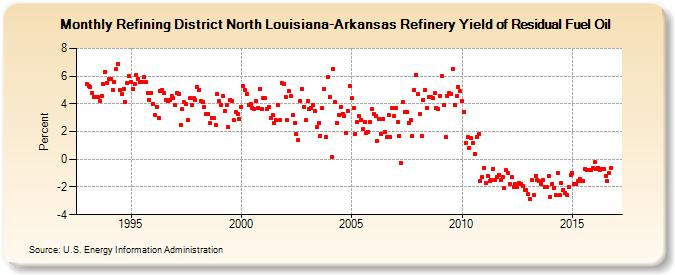 Monthly Refining District North Louisiana-Arkansas Refinery Yield of Residual Fuel Oil
Percent
8
6
4
2
0
-2
-4
1995 2000 2005 2010 2015
Source: U.S. Energy Information Administration